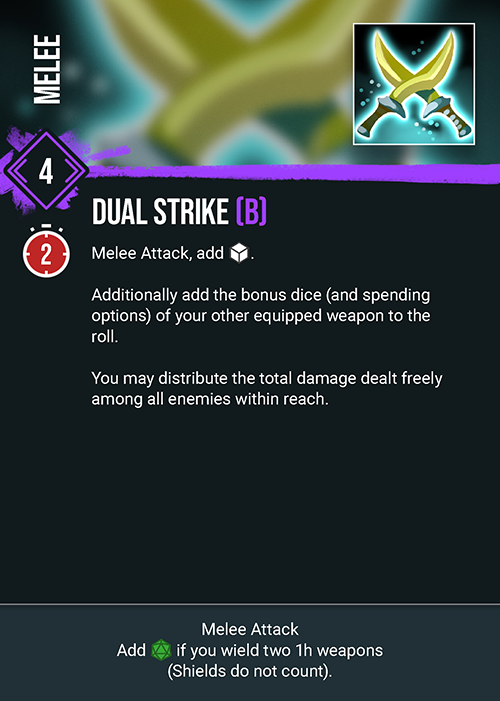 MELEE
4
DUAL STRIKE (B)
2
Melee Attack, add .
Additionally add the bonus dice (and spending
options) of your other equipped weapon to the
roll.
You may distribute the total damage dealt freely
among all enemies within reach.
Melee Attack
Add if you wield two 1h weapons
(Shields do not count).